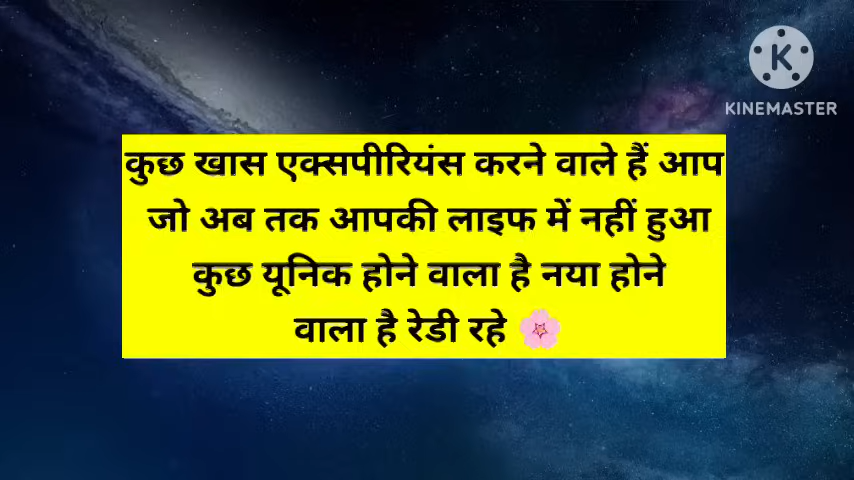 KINEMASTER
कुछ खास एक्सपीरियंस करने वाले हैं आप
जो अब तक आपकी लाइफ में नहीं हुआ
कुछ यूनिक होने वाला है नया होने
वाला है रेडी रहे 🌸